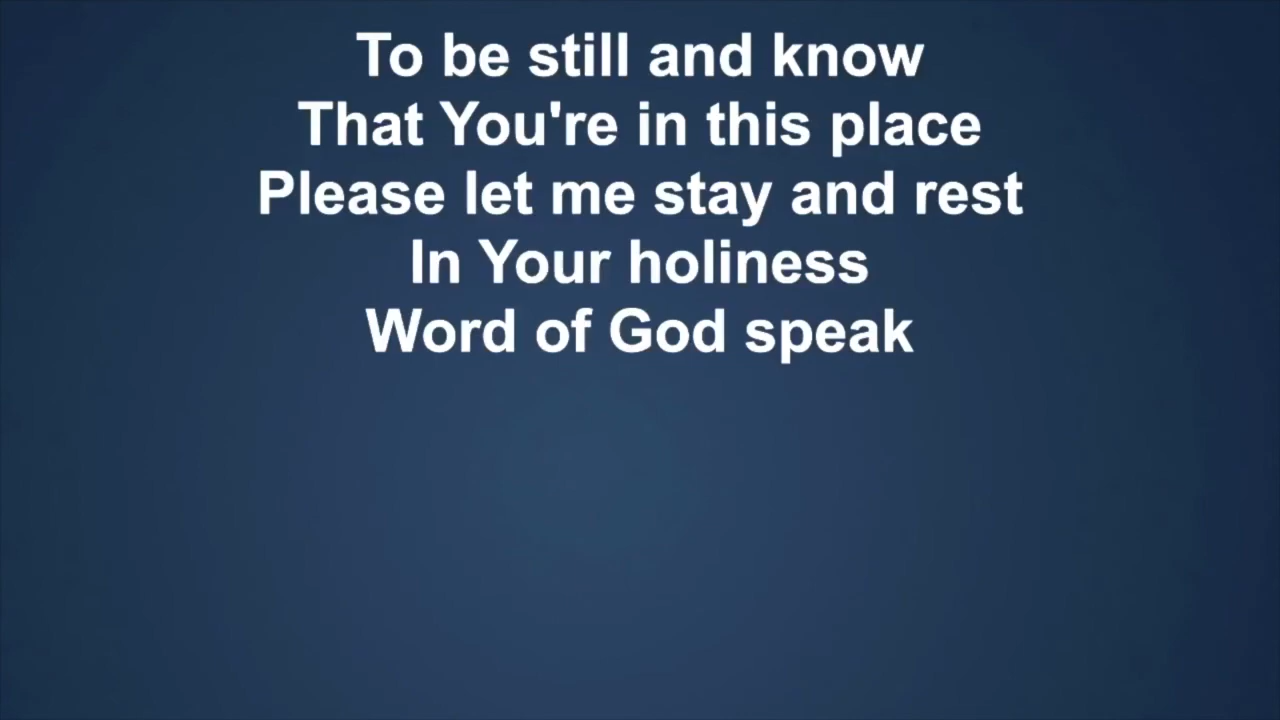 To be still and know
That You're in this place
Please let me stay and rest
In Your holiness
Word of God speak